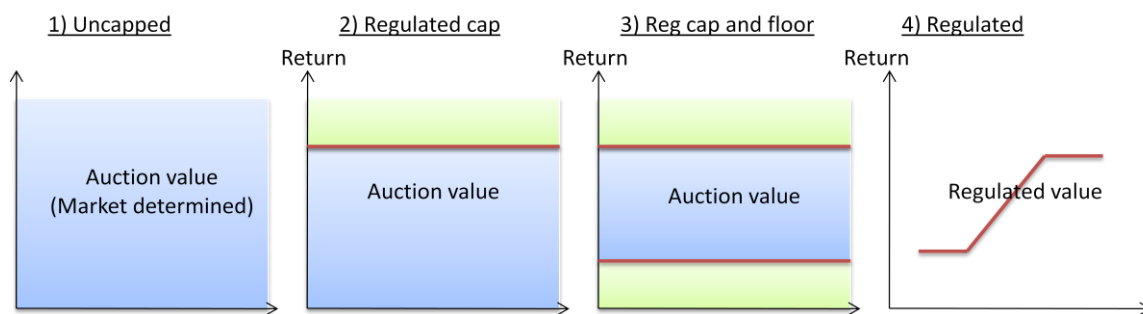 1) Uncapped
2) Regulated cap
3) Reg cap and floor
4) Regulated
Return
Return
Return
Auction value
(Market determined)
Auction value
Auction value
Regulated value